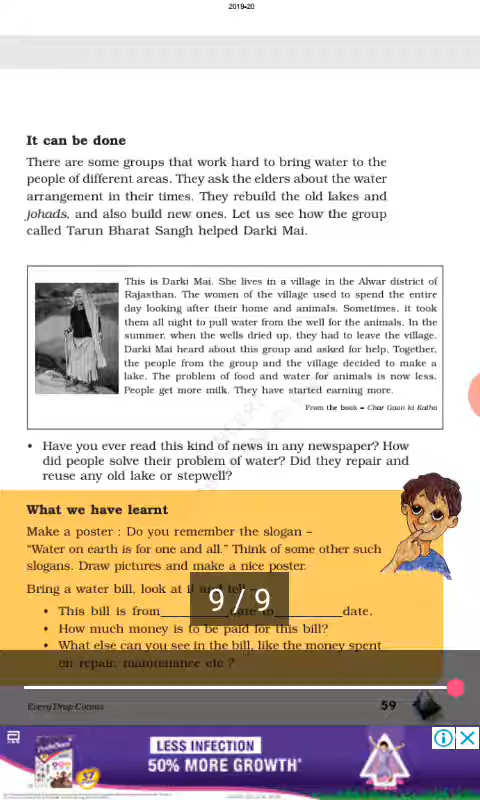 2019-20
It can be done
There are some groups that work hard to bring water to the
people of different areas. They ask the elders about the water
arrangement in their times. They rebuild the old lakes and
johads, and also build new ones. Let us see how the group
called Tarun Bharat Sangh helped Darki Mai.
This is Darki Mai. She lives in a village in the Alwar district of
Rajasthan. The women of the village used to spend the entire
day looking after their home and animals. Sometimes, it took
them all night to pull water from the well for the animals. In the
summer, when the wells dried up, they had to leave the village.
Darki Mai heard about this group and asked for help. Together,
the people from the group and the village decided to make a
lake. The problem of food and water for animals is now less.
People get more milk. They have started earning more.
From the book – Char Gaon ki Katha
• Have you ever read this kind of news in any newspaper? How
did people solve their problem of water? Did they repair and
reuse any old lake or stepwell?
What we have learnt
Make a poster : Do you remember the slogan –
“Water on earth is for one and all.” Think of some other such
slogans. Draw pictures and make a nice poster.
Bring a water bill, look at it and tell
9 / 9
• This bill is from_________date to_________date.
• How much money is to be paid for this bill?
• What else can you see in the bill, like the money spent
on repair, maintenance etc ?
Every Drop Counts
59
LESS INFECTION
50% MORE GROWTH*